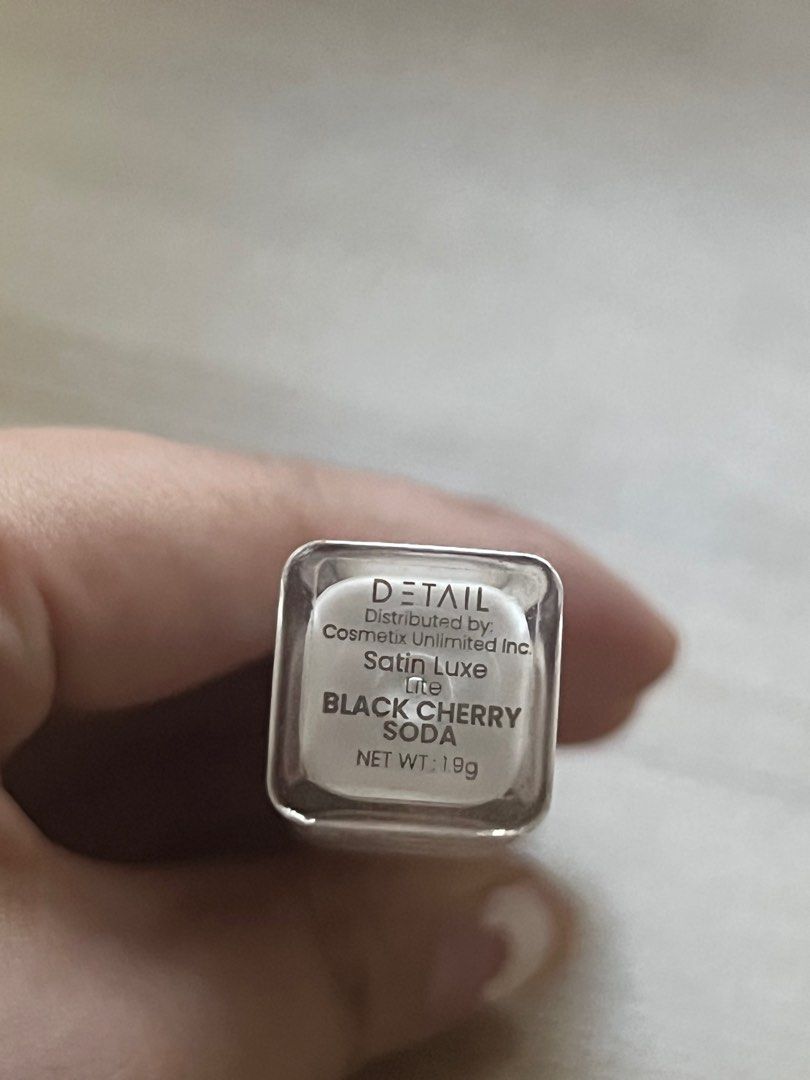 DETAIL
Distributed by:
Cosmetix Unlimited Inc.
Satin Luxe
Lite
BLACK CHERRY
SODA
NET WT: 1.9g